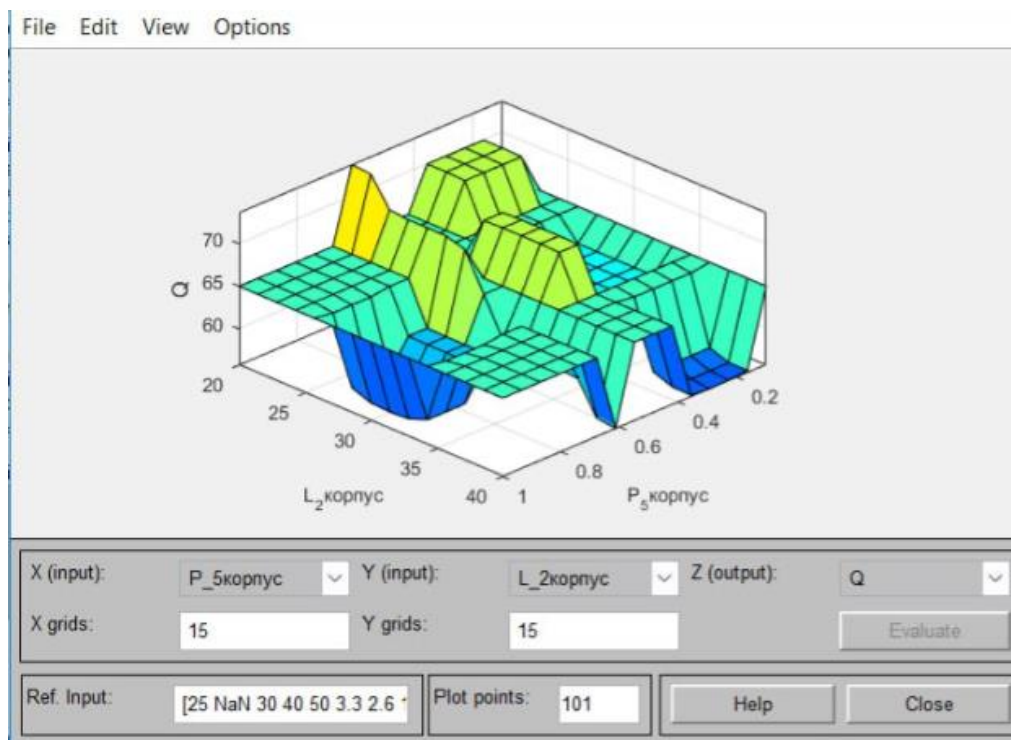 File Edit View Options
70
65
60
Q
20
25
30
35
40
L2корпус
1
0.8
0.6
0.4
0.2
P5корпус
X (input): P_5корпус Y (input): L_2корпус Z (output): Q
X grids: 15 Y grids: 15 Evaluate
Ref. Input: [25 NaN 30 40 50 3.3 2.6 1 Plot points: 101 Help Close